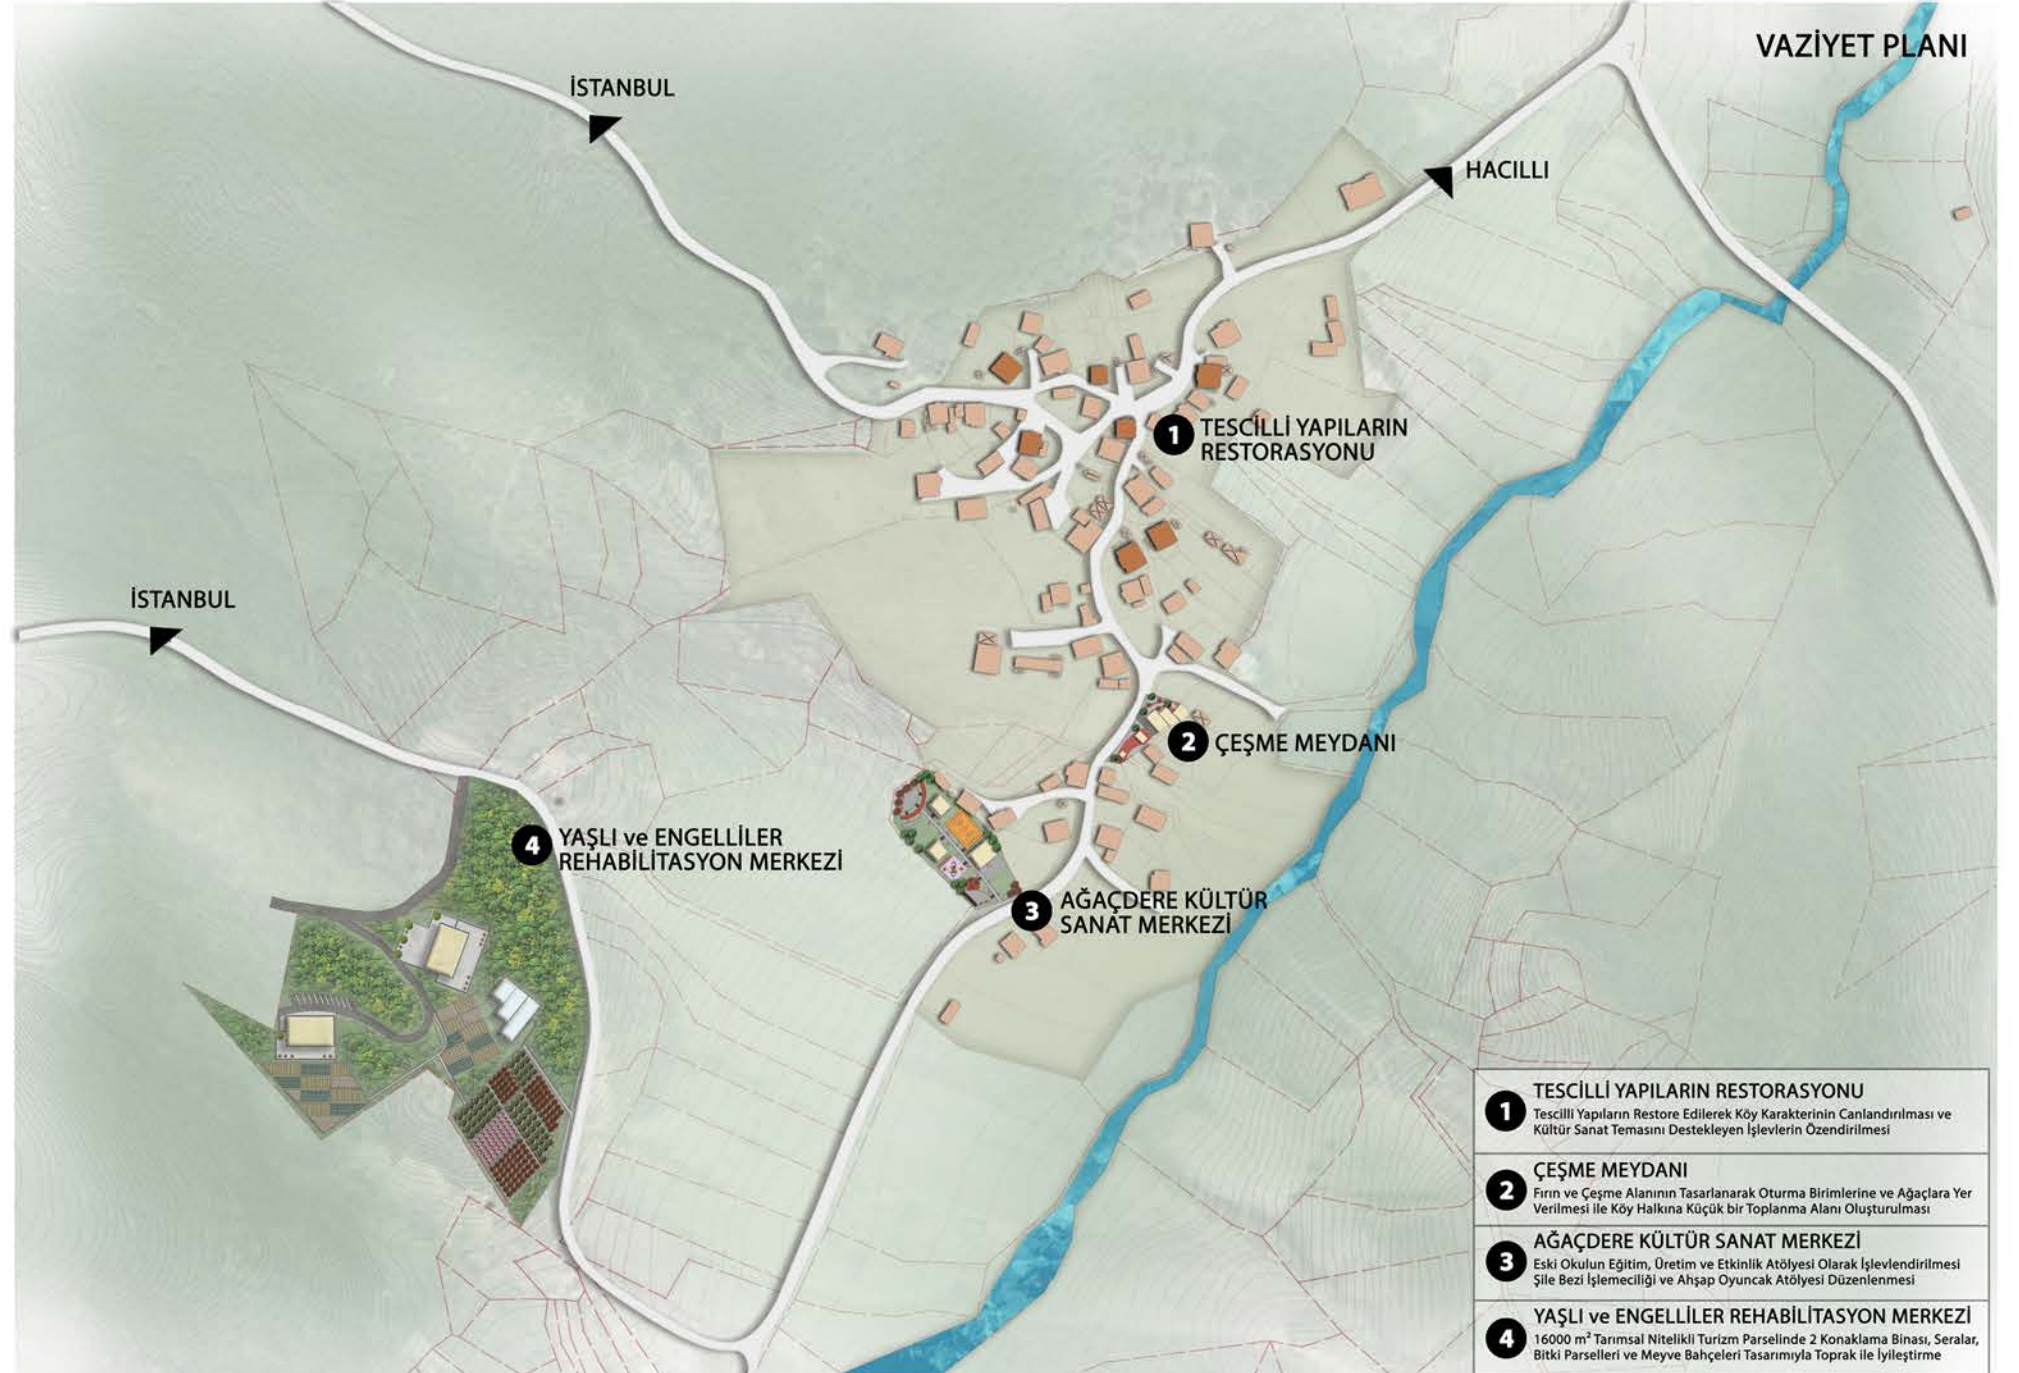 VAZİYET PLANI
İSTANBUL
HACILLI
1 TESCİLLİ YAPILARIN
RESTORASYONU
İSTANBUL
2 ÇEŞME MEYDANI
4 YAŞLI ve ENGELLİLER
REHABİLİTASYON MERKEZİ
3 AĞAÇDERE KÜLTÜR
SANAT MERKEZİ
1 TESCİLLİ YAPILARIN RESTORASYONU
Tescilli Yapıların Restore Edilerek Köy Karakterinin Canlandırılması ve
Kültür Sanat Temasını Destekleyen İşlevlerin Özendirilmesi
2 ÇEŞME MEYDANI
Fırın ve Çeşme Alanının Tasarlanarak Oturma Birimlerine ve Ağaçlara Yer
Verilmesi ile Köy Halkına Küçük bir Toplanma Alanı Oluşturulması
3 AĞAÇDERE KÜLTÜR SANAT MERKEZİ
Eski Okulun Eğitim, Üretim ve Etkinlik Atölyesi Olarak İşlevlendirilmesi
Şile Bezi İşlemeciliği ve Ahşap Oyuncak Atölyesi Düzenlenmesi
4 YAŞLI ve ENGELLİLER REHABİLİTASYON MERKEZİ
16000 m² Tarımsal Nitelikli Turizm Parselinde 2 Konaklama Binası, Seralar,
Bitki Parselleri ve Meyve Bahçeleri Tasarımıyla Toprak ile İyileştirme